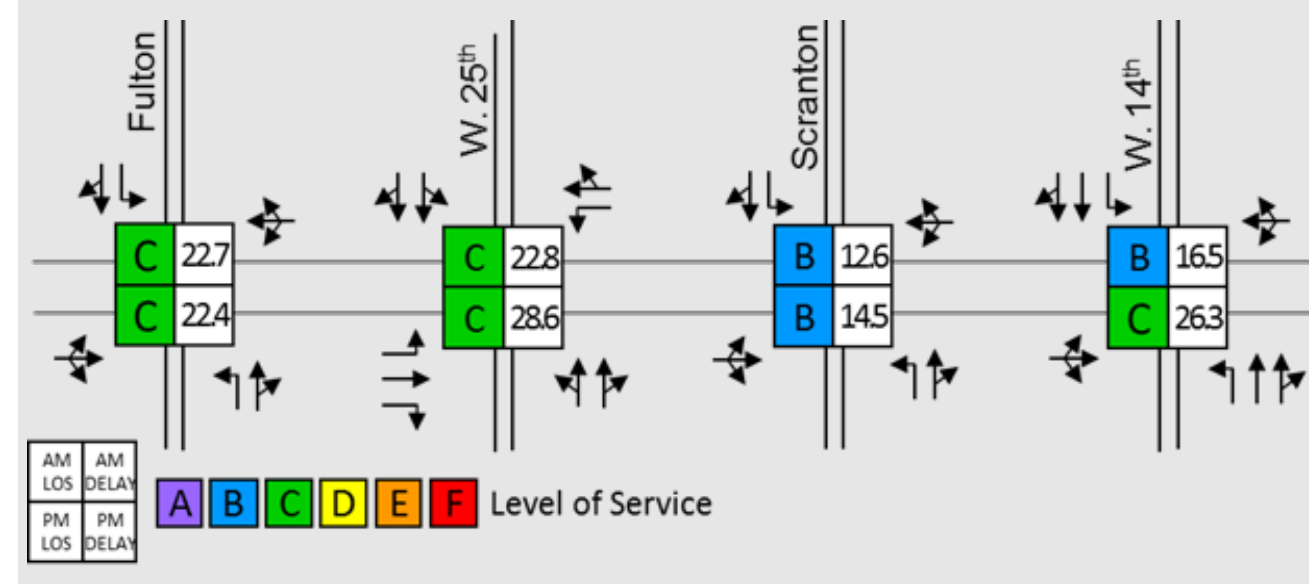 Fulton
W. 25th
Scranton
W. 14th
C 22.7
C 22.4
C 22.8
C 28.6
B 12.6
B 14.5
B 16.5
C 26.3
AM LOS
AM DELAY
PM LOS
PM DELAY
A B C D E F Level of Service